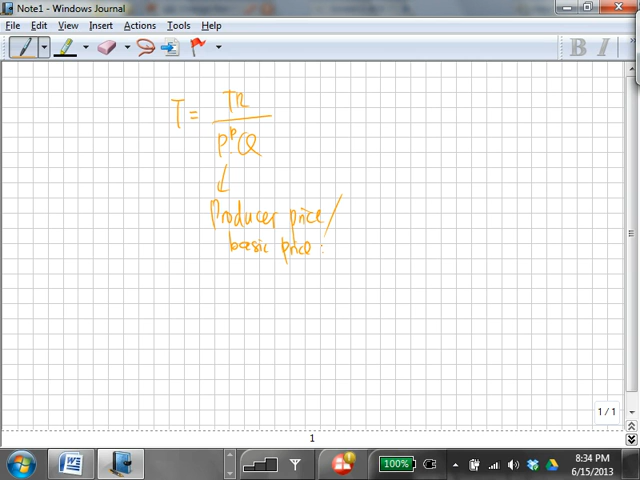 Note1 - Windows Journal
File Edit View Insert Actions Tools Help
B I
T = TR
P^P Q
Producer price/
basic price :
1 / 1
1
100%
8:34 PM
6/15/2013